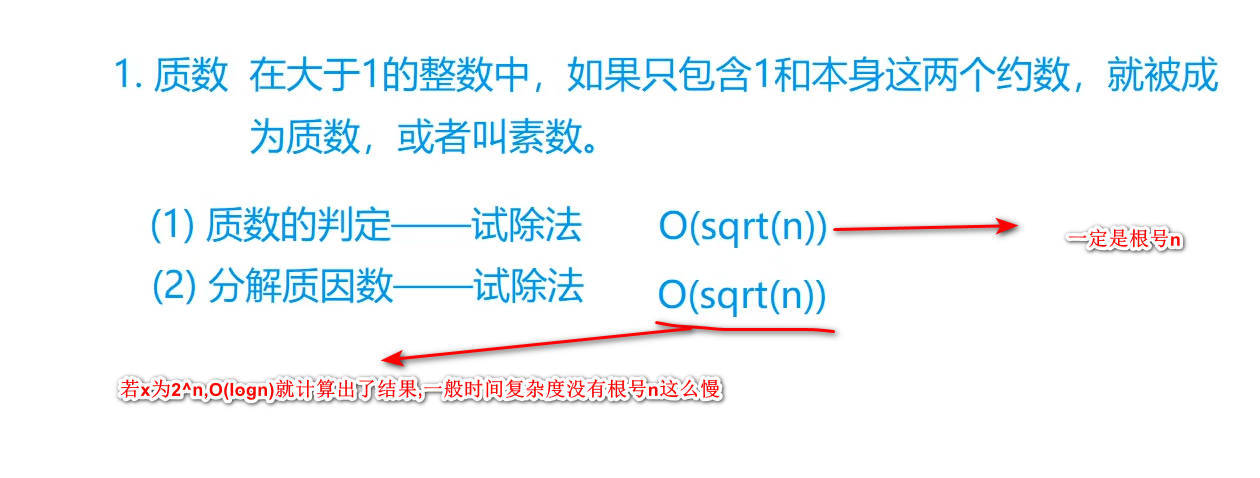 1. 质数 在大于1的整数中，如果只包含1和本身这两个约数，就被成
为质数，或者叫素数。
(1) 质数的判定——试除法 O(sqrt(n))
一定是根号n
(2) 分解质因数——试除法 O(sqrt(n))
若x为2^n,O(logn)就计算出了结果,一般时间复杂度没有根号n这么慢